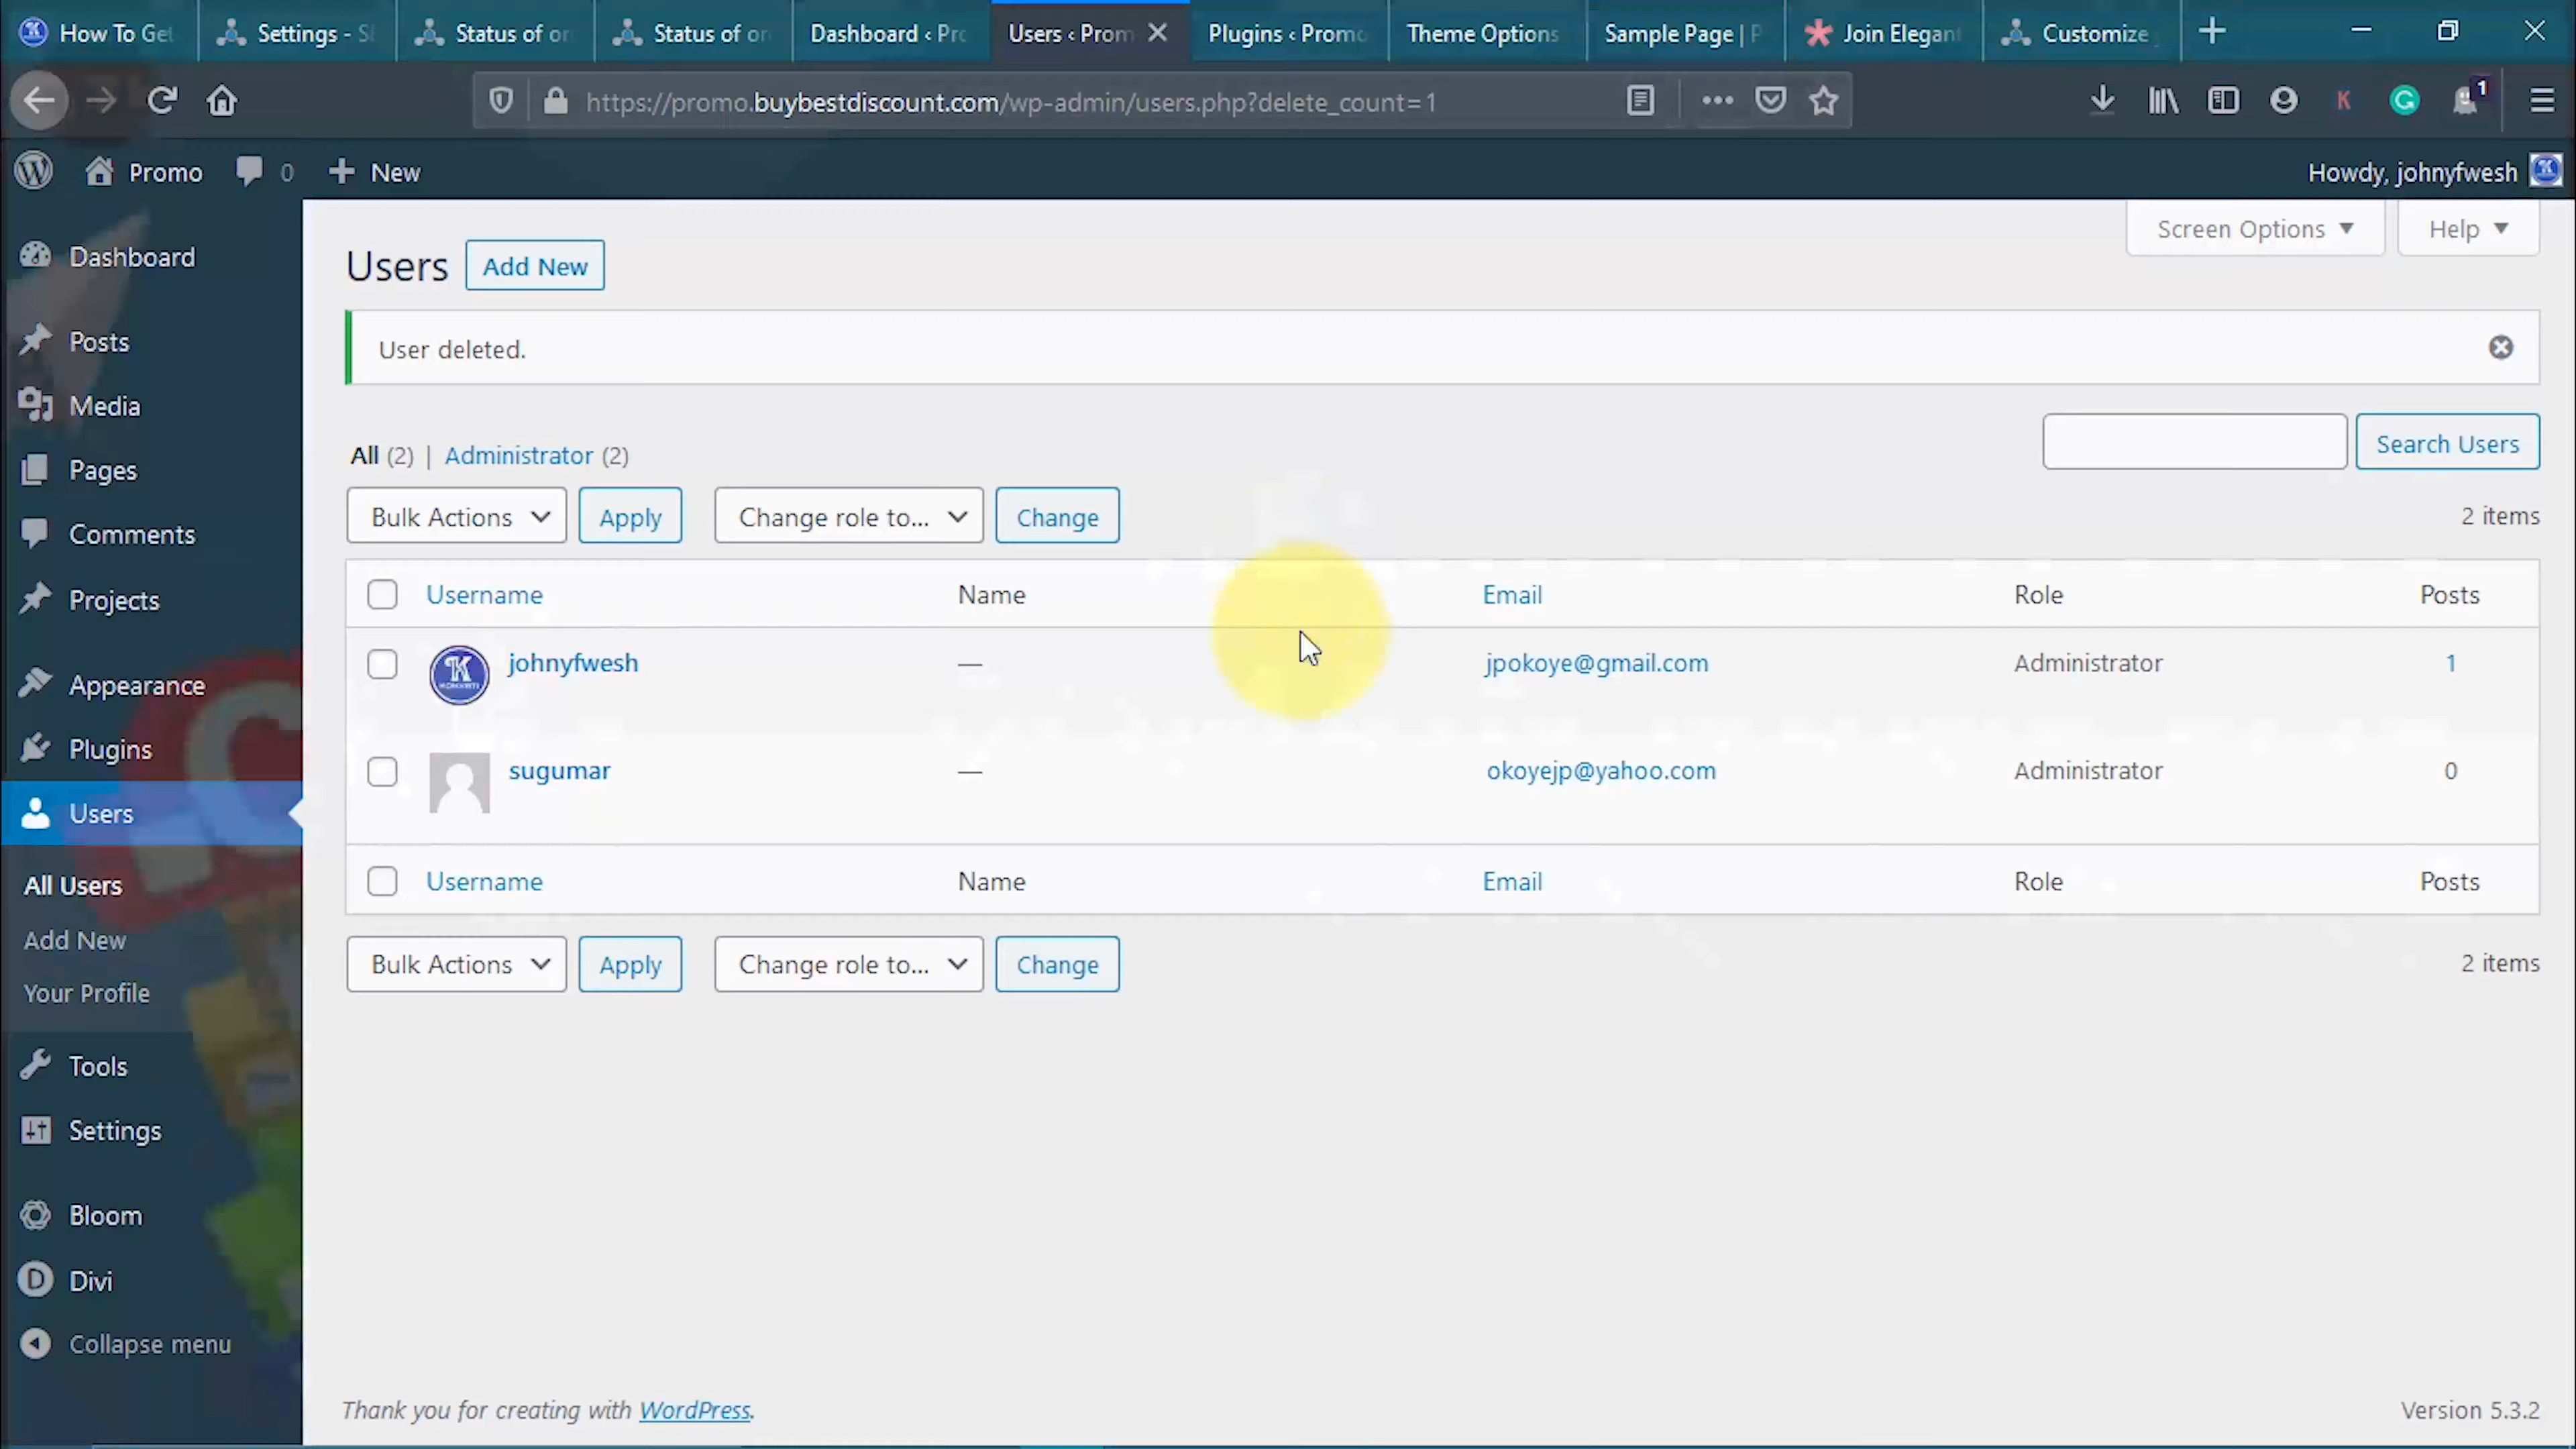 How To Get
Settings - S
Status of or
Status of or
Dashboard ‹ Pro
Users ‹ Prom
Plugins ‹ Promo
Theme Options
Sample Page | P
Join Elegant
Customize
https://promo.buybestdiscount.com/wp-admin/users.php?delete_count=1
K
G
1
Promo
0
New
Howdy, johnyfwesh
Dashboard
Posts
Media
Pages
Comments
Projects
Appearance
Plugins
Users
All Users
Add New
Your Profile
Tools
Settings
Bloom
D Divi
Collapse menu
Screen Options
Help
Users Add New
User deleted.
All (2) | Administrator (2)
Search Users
Bulk Actions Apply Change role to... Change 2 items
Username Name Email Role Posts
johnyfwesh — jpokoye@gmail.com Administrator 1
sugumar — okoyejp@yahoo.com Administrator 0
Username Name Email Role Posts
Bulk Actions Apply Change role to... Change 2 items
Thank you for creating with WordPress.
Version 5.3.2